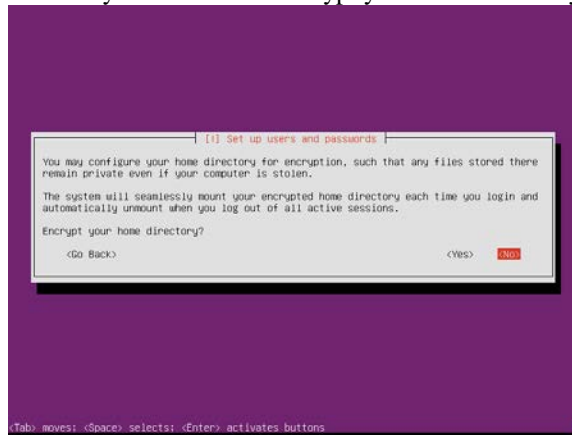 [!] Set up users and passwords
You may configure your home directory for encryption, such that any files stored there
remain private even if your computer is stolen.
The system will seamlessly mount your encrypted home directory each time you login and
automatically unmount when you log out of all active sessions.
Encrypt your home directory?
<Go Back> <Yes> <No>
<Tab> moves; <Space> selects; <Enter> activates buttons